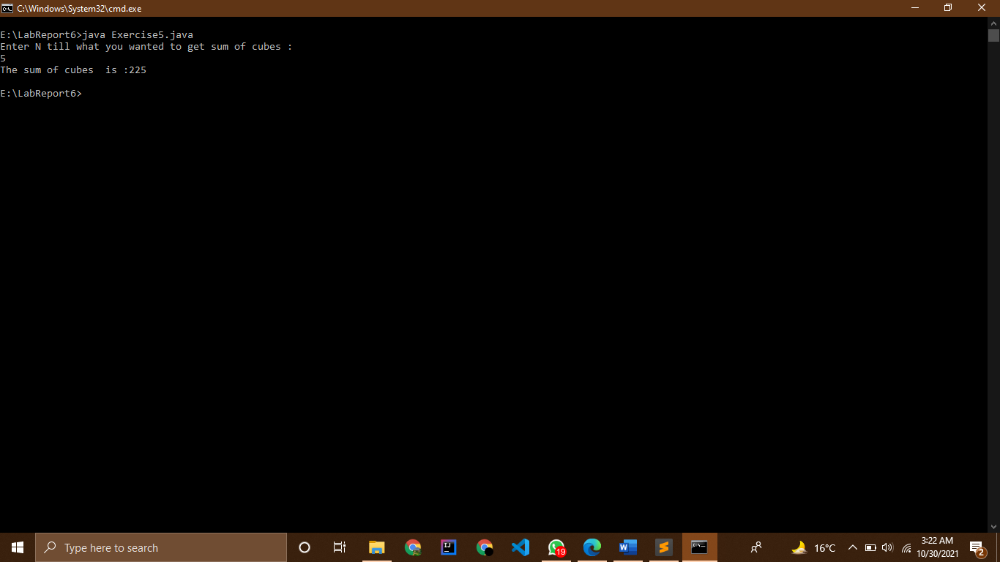 C:\Windows\System32\cmd.exe
E:\LabReport6>java Exercise5.java
Enter N till what you wanted to get sum of cubes :
5
The sum of cubes  is :225
E:\LabReport6>
Type here to search
19
16°C
3:22 AM
10/30/2021
2